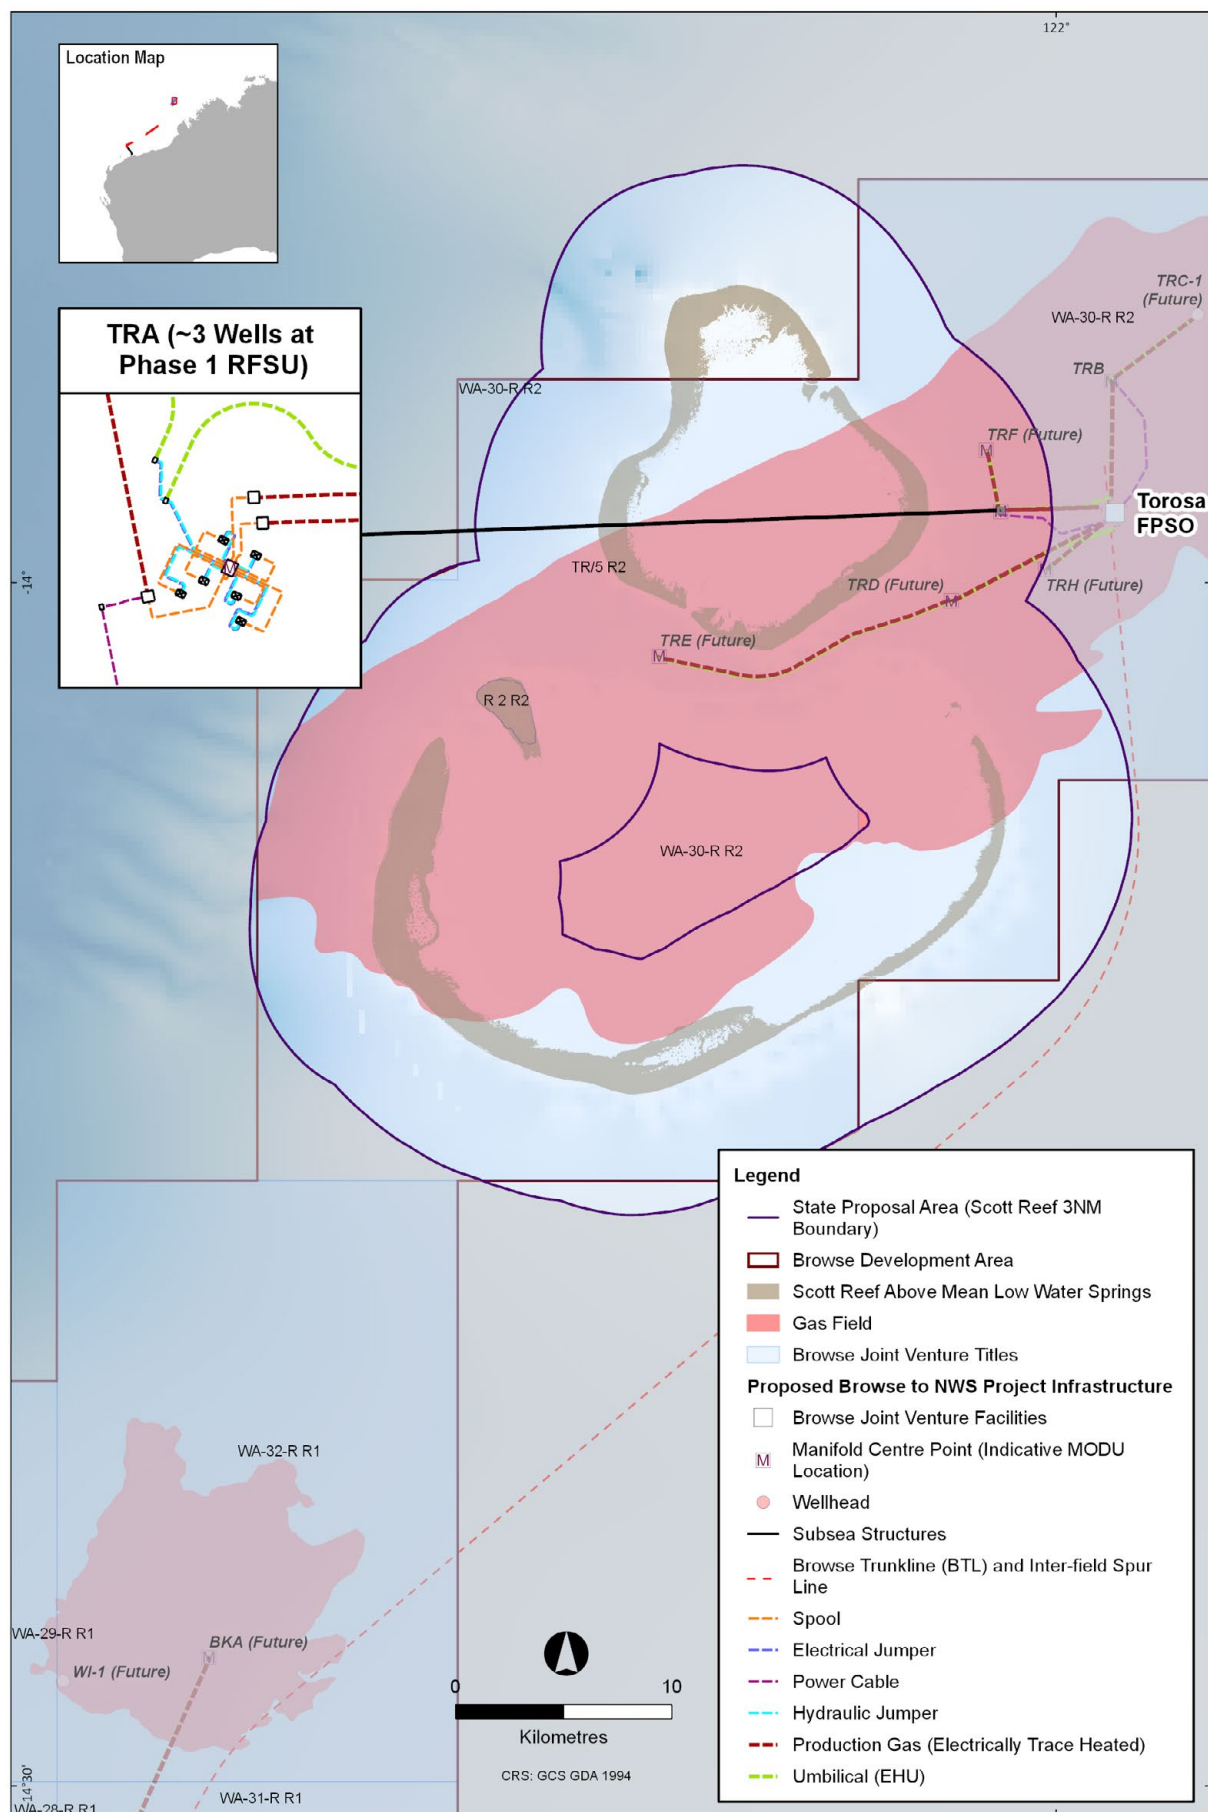 122°
Location Map
TRA (~3 Wells at
Phase 1 RFSU)
M
TRC-1
(Future)
WA-30-R R2
TRB
M
WA-30-R R2
TRF (Future)
M
M
Torosa
FPSO
-14°
TR/5 R2
TRD (Future)
M
TRH (Future)
M
TRE (Future)
M
R 2 R2
WA-30-R R2
Legend
State Proposal Area (Scott Reef 3NM
Boundary)
Browse Development Area
Scott Reef Above Mean Low Water Springs
Gas Field
Browse Joint Venture Titles
Proposed Browse to NWS Project Infrastructure
Browse Joint Venture Facilities
M
Manifold Centre Point (Indicative MODU
Location)
Wellhead
Subsea Structures
Browse Trunkline (BTL) and Inter-field Spur
Line
Spool
Electrical Jumper
Power Cable
Hydraulic Jumper
Production Gas (Electrically Trace Heated)
Umbilical (EHU)
WA-32-R R1
WA-29-R R1
BKA (Future)
M
WI-1 (Future)
0
10
Kilometres
CRS: GCS GDA 1994
14°30'
WA-31-R R1
WA-28-R R1